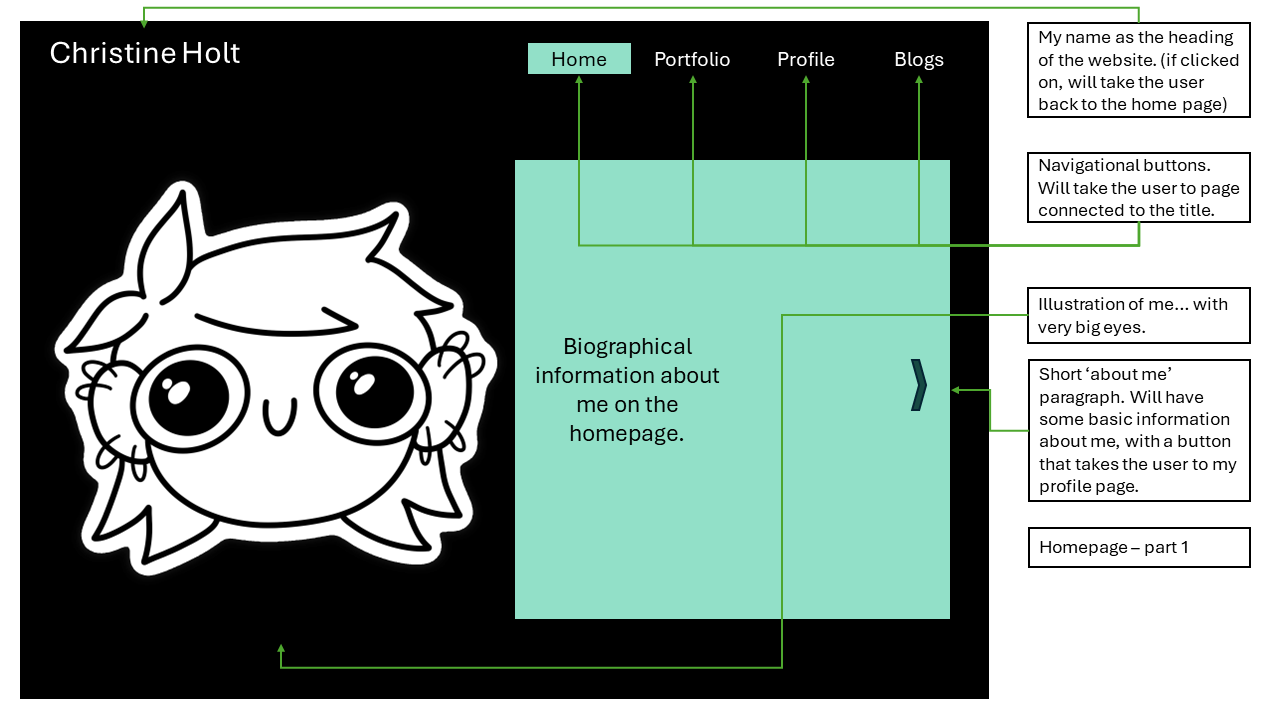 Christine Holt
Home Portfolio Profile Blogs
Biographical
information about
me on the
homepage.
My name as the heading
of the website. (if clicked
on, will take the user
back to the home page)
Navigational buttons.
Will take the user to page
connected to the title.
Illustration of me... with
very big eyes.
Short ‘about me’
paragraph. Will have
some basic information
about me, with a button
that takes the user to my
profile page.
Homepage – part 1